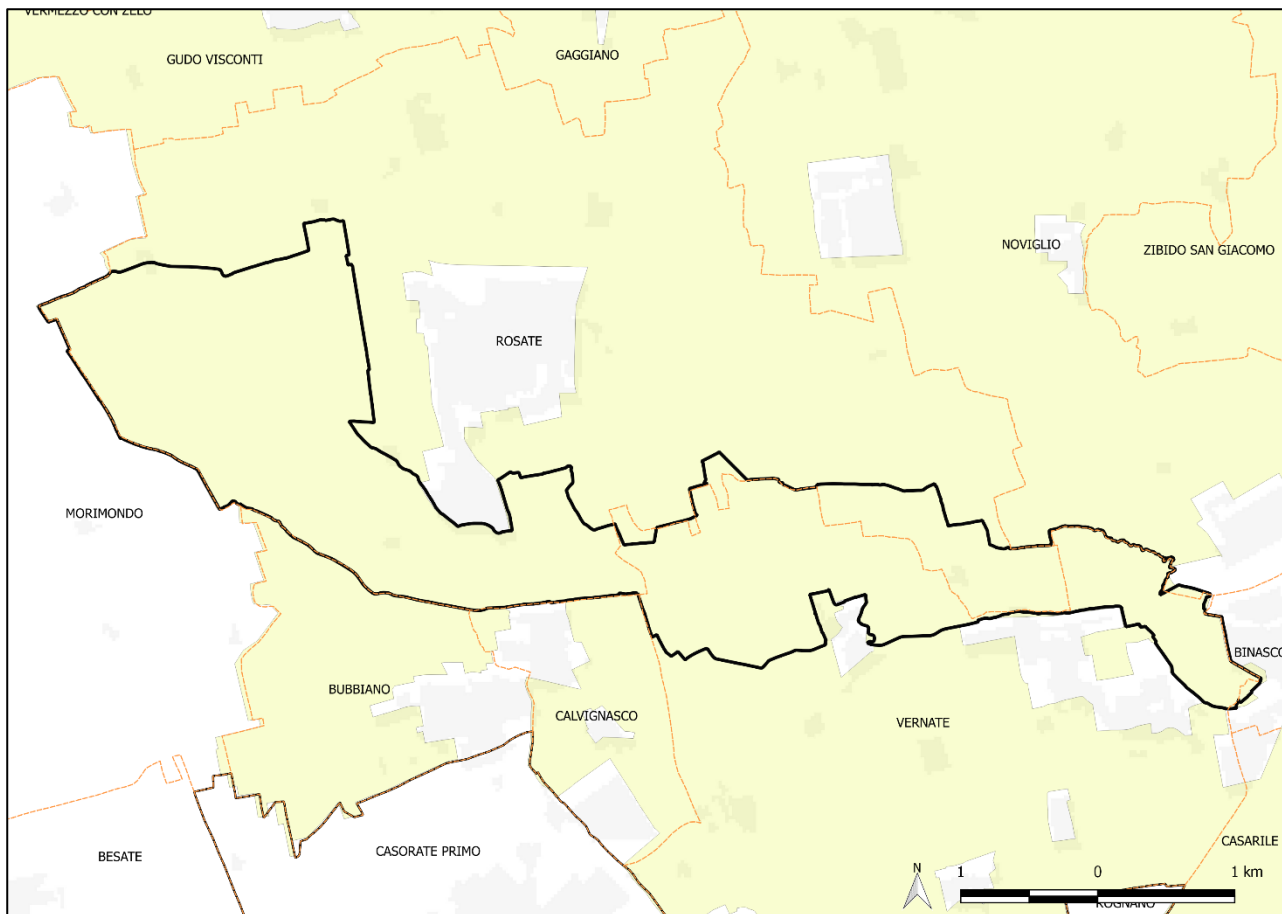 VERMEZZO CON ZELO
GUDO VISCONTI
GAGGIANO
NOVIGLIO
ZIBIDO SAN GIACOMO
ROSATE
MORIMONDO
BINASCO
BUBBIANO
CALVIGNASCO
VERNATE
CASARILE
BESATE
CASORATE PRIMO
N
1 0 1 km
ROGNANO